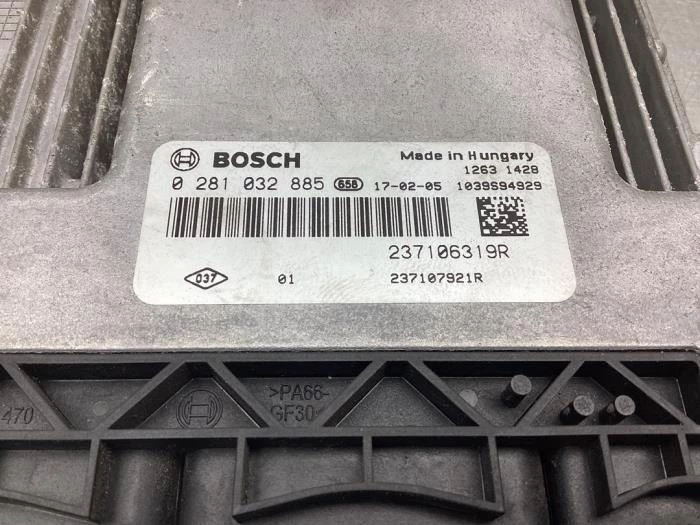 BOSCH Made in Hungary
1263 1428
0 281 032 885 65B 17-02-05 1039S94929
237106319R
037 01 237107921R
>PA66-
GF30<
470